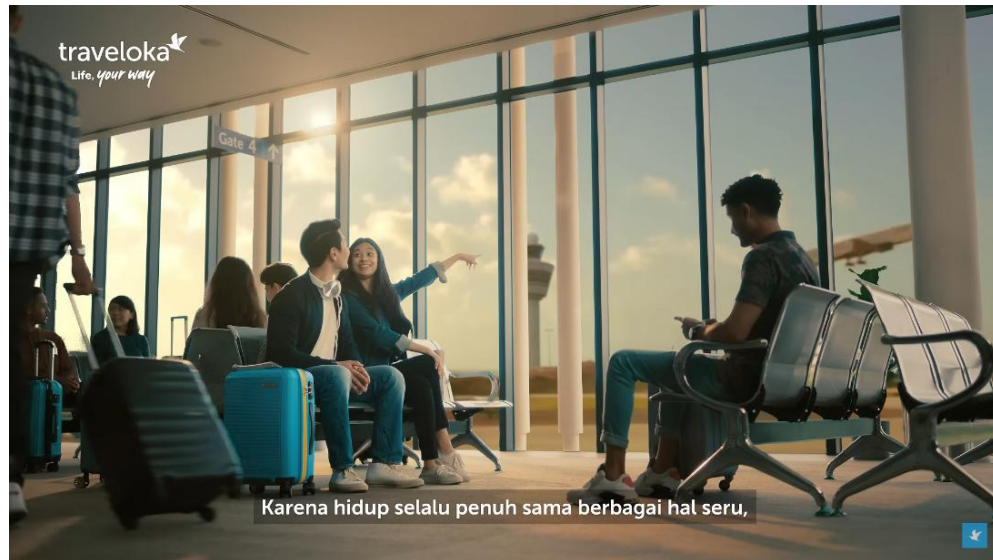 traveloka
Life, your way
Gate 4
Karena hidup selalu penuh sama berbagai hal seru,